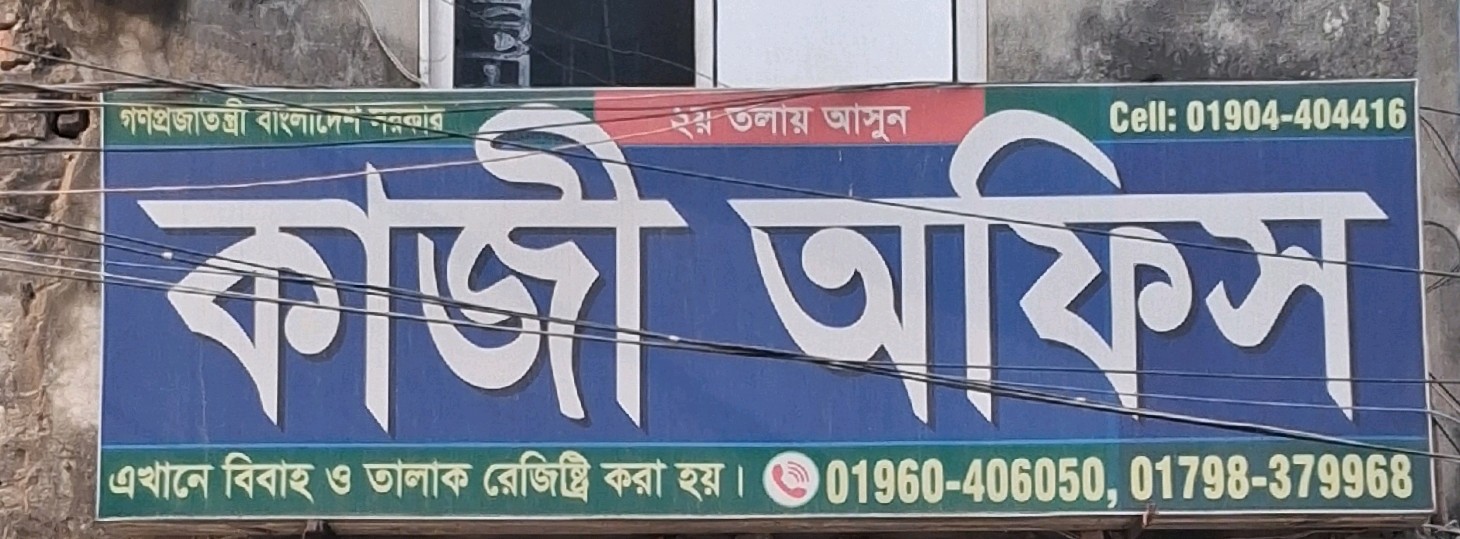 গণপ্রজাতন্ত্রী বাংলাদেশ সরকার
২য় তলায় আসুন
Cell: 01904-404416
কাজী অফিস
এখানে বিবাহ ও তালাক রেজিষ্ট্রি করা হয়। 01960-406050, 01798-379968